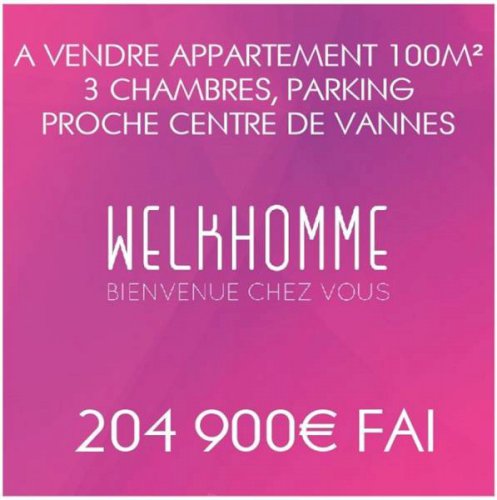 A VENDRE APPARTEMENT 100M²
3 CHAMBRES, PARKING
PROCHE CENTRE DE VANNES
WELKHOMME
BIENVENUE CHEZ VOUS
204 900€ FAI